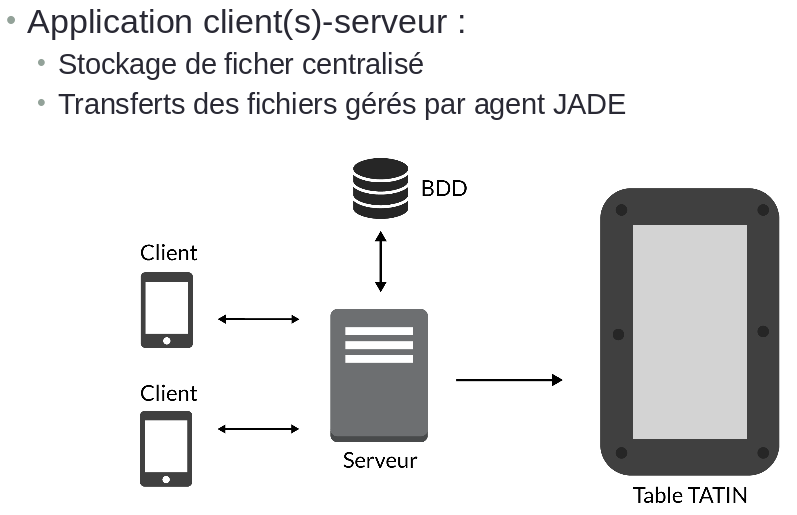 • Application client(s)-serveur :
• Stockage de ficher centralisé
• Transferts des fichiers gérés par agent JADE
BDD
Client
Client
Serveur
Table TATIN